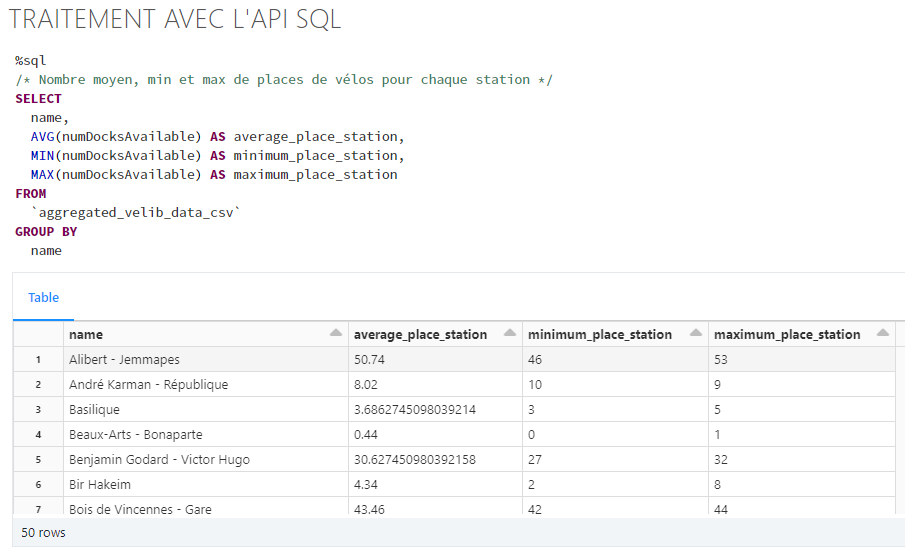 TRAITEMENT AVEC L'API SQL
%sql
/* Nombre moyen, min et max de places de vélos pour chaque station */
SELECT
name,
AVG(numDocksAvailable) AS average_place_station,
MIN(numDocksAvailable) AS minimum_place_station,
MAX(numDocksAvailable) AS maximum_place_station
FROM
`aggregated_velib_data_csv`
GROUP BY
name
Table
name average_place_station minimum_place_station maximum_place_station
1 Alibert - Jemmapes 50.74 46 53
2 André Karman - République 8.02 10 9
3 Basilique 3.6862745098039214 3 5
4 Beaux-Arts - Bonaparte 0.44 0 1
5 Benjamin Godard - Victor Hugo 30.627450980392158 27 32
6 Bir Hakeim 4.34 2 8
7 Bois de Vincennes - Gare 43.46 42 44
50 rows